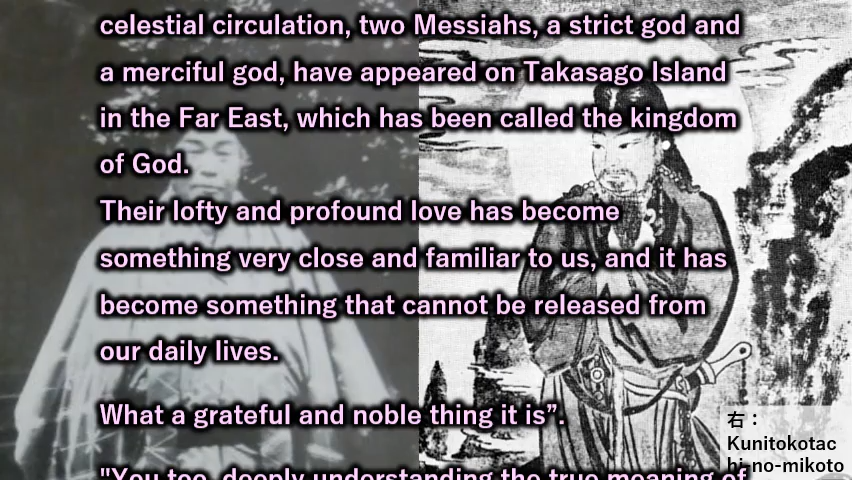 celestial circulation, two Messiahs, a strict god and
a merciful god, have appeared on Takasago Island
in the Far East, which has been called the kingdom
of God.
Their lofty and profound love has become
something very close and familiar to us, and it has
become something that cannot be released from
our daily lives.
What a grateful and noble thing it is”.
"You too, deeply understanding the true meaning of
右：
Kunitokotac
hi-no-mikoto